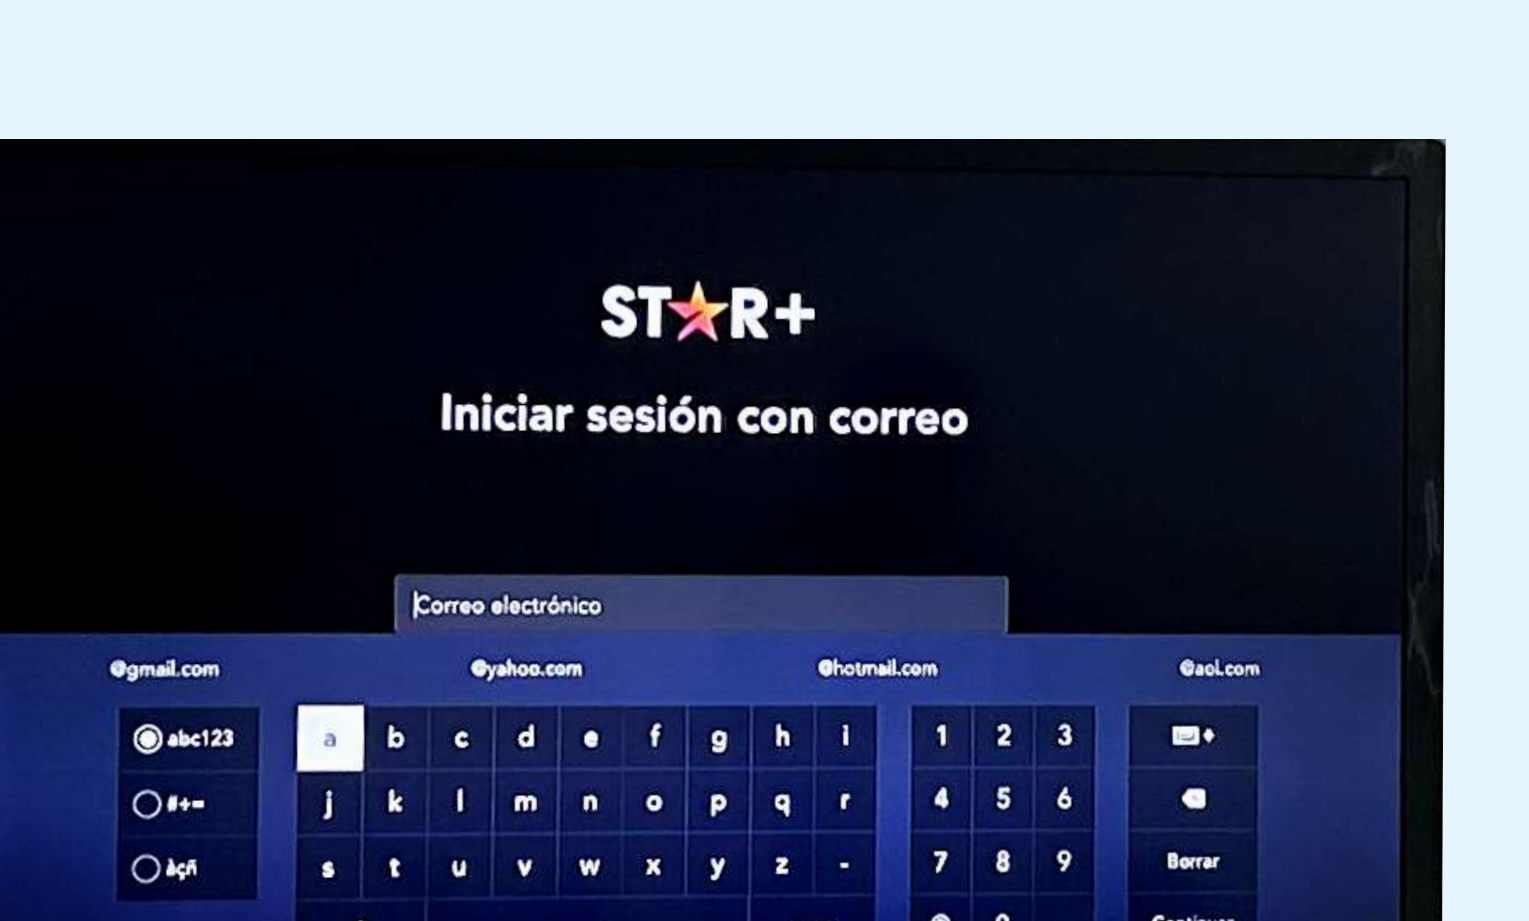 ST★R+
Iniciar sesión con correo
Correo electrónico
@gmail.com @yahoo.com @hotmail.com @aol.com
abc123 a b c d e f g h i 1 2 3
#+= j k l m n o p q r 4 5 6
àçñ s t u v w x y z - 7 8 9 Borrar
Continuar